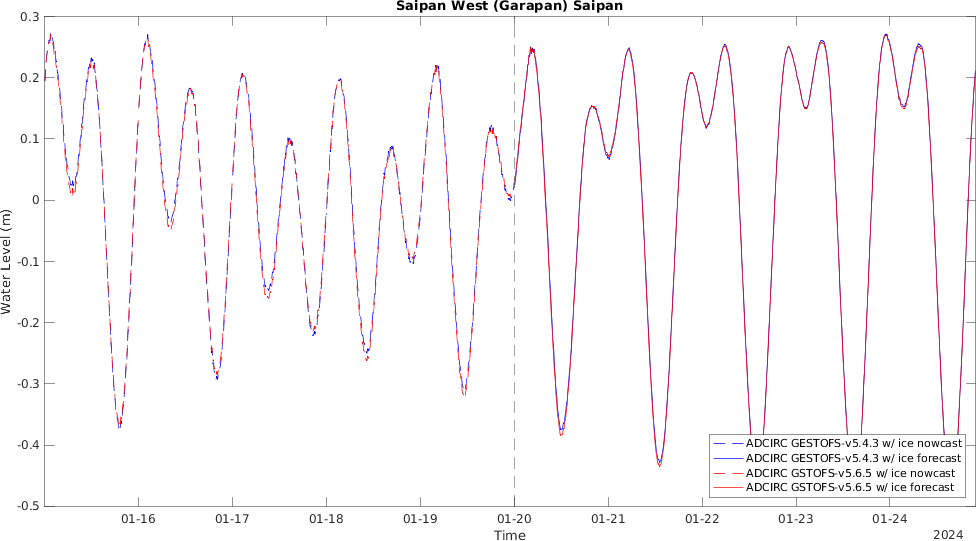 Saipan West (Garapan) Saipan
0.3
0.2
0.1
0
-0.1
-0.2
-0.3
-0.4
-0.5
Water Level (m)
ADCIRC GESTOFS-v5.4.3 w/ ice nowcast
ADCIRC GESTOFS-v5.4.3 w/ ice forecast
ADCIRC GSTOFS-v5.6.5 w/ ice nowcast
ADCIRC GSTOFS-v5.6.5 w/ ice forecast
01-16 01-17 01-18 01-19 01-20 01-21 01-22 01-23 01-24
Time
2024